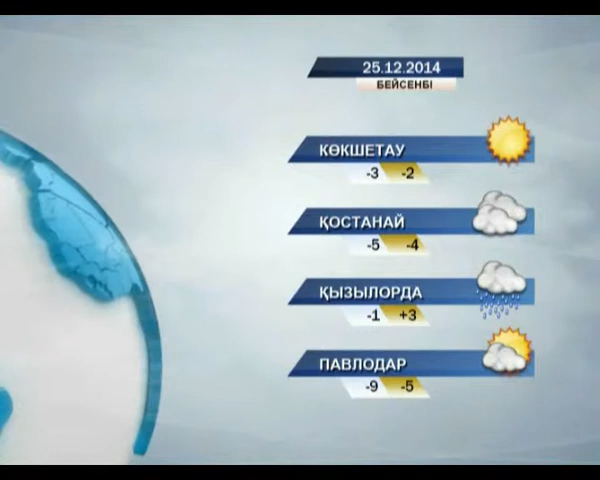 25.12.2014
БЕЙСЕНБІ
КӨКШЕТАУ
-3 -2
ҚОСТАНАЙ
-5 -4
ҚЫЗЫЛОРДА
-1 +3
ПАВЛОДАР
-9 -5